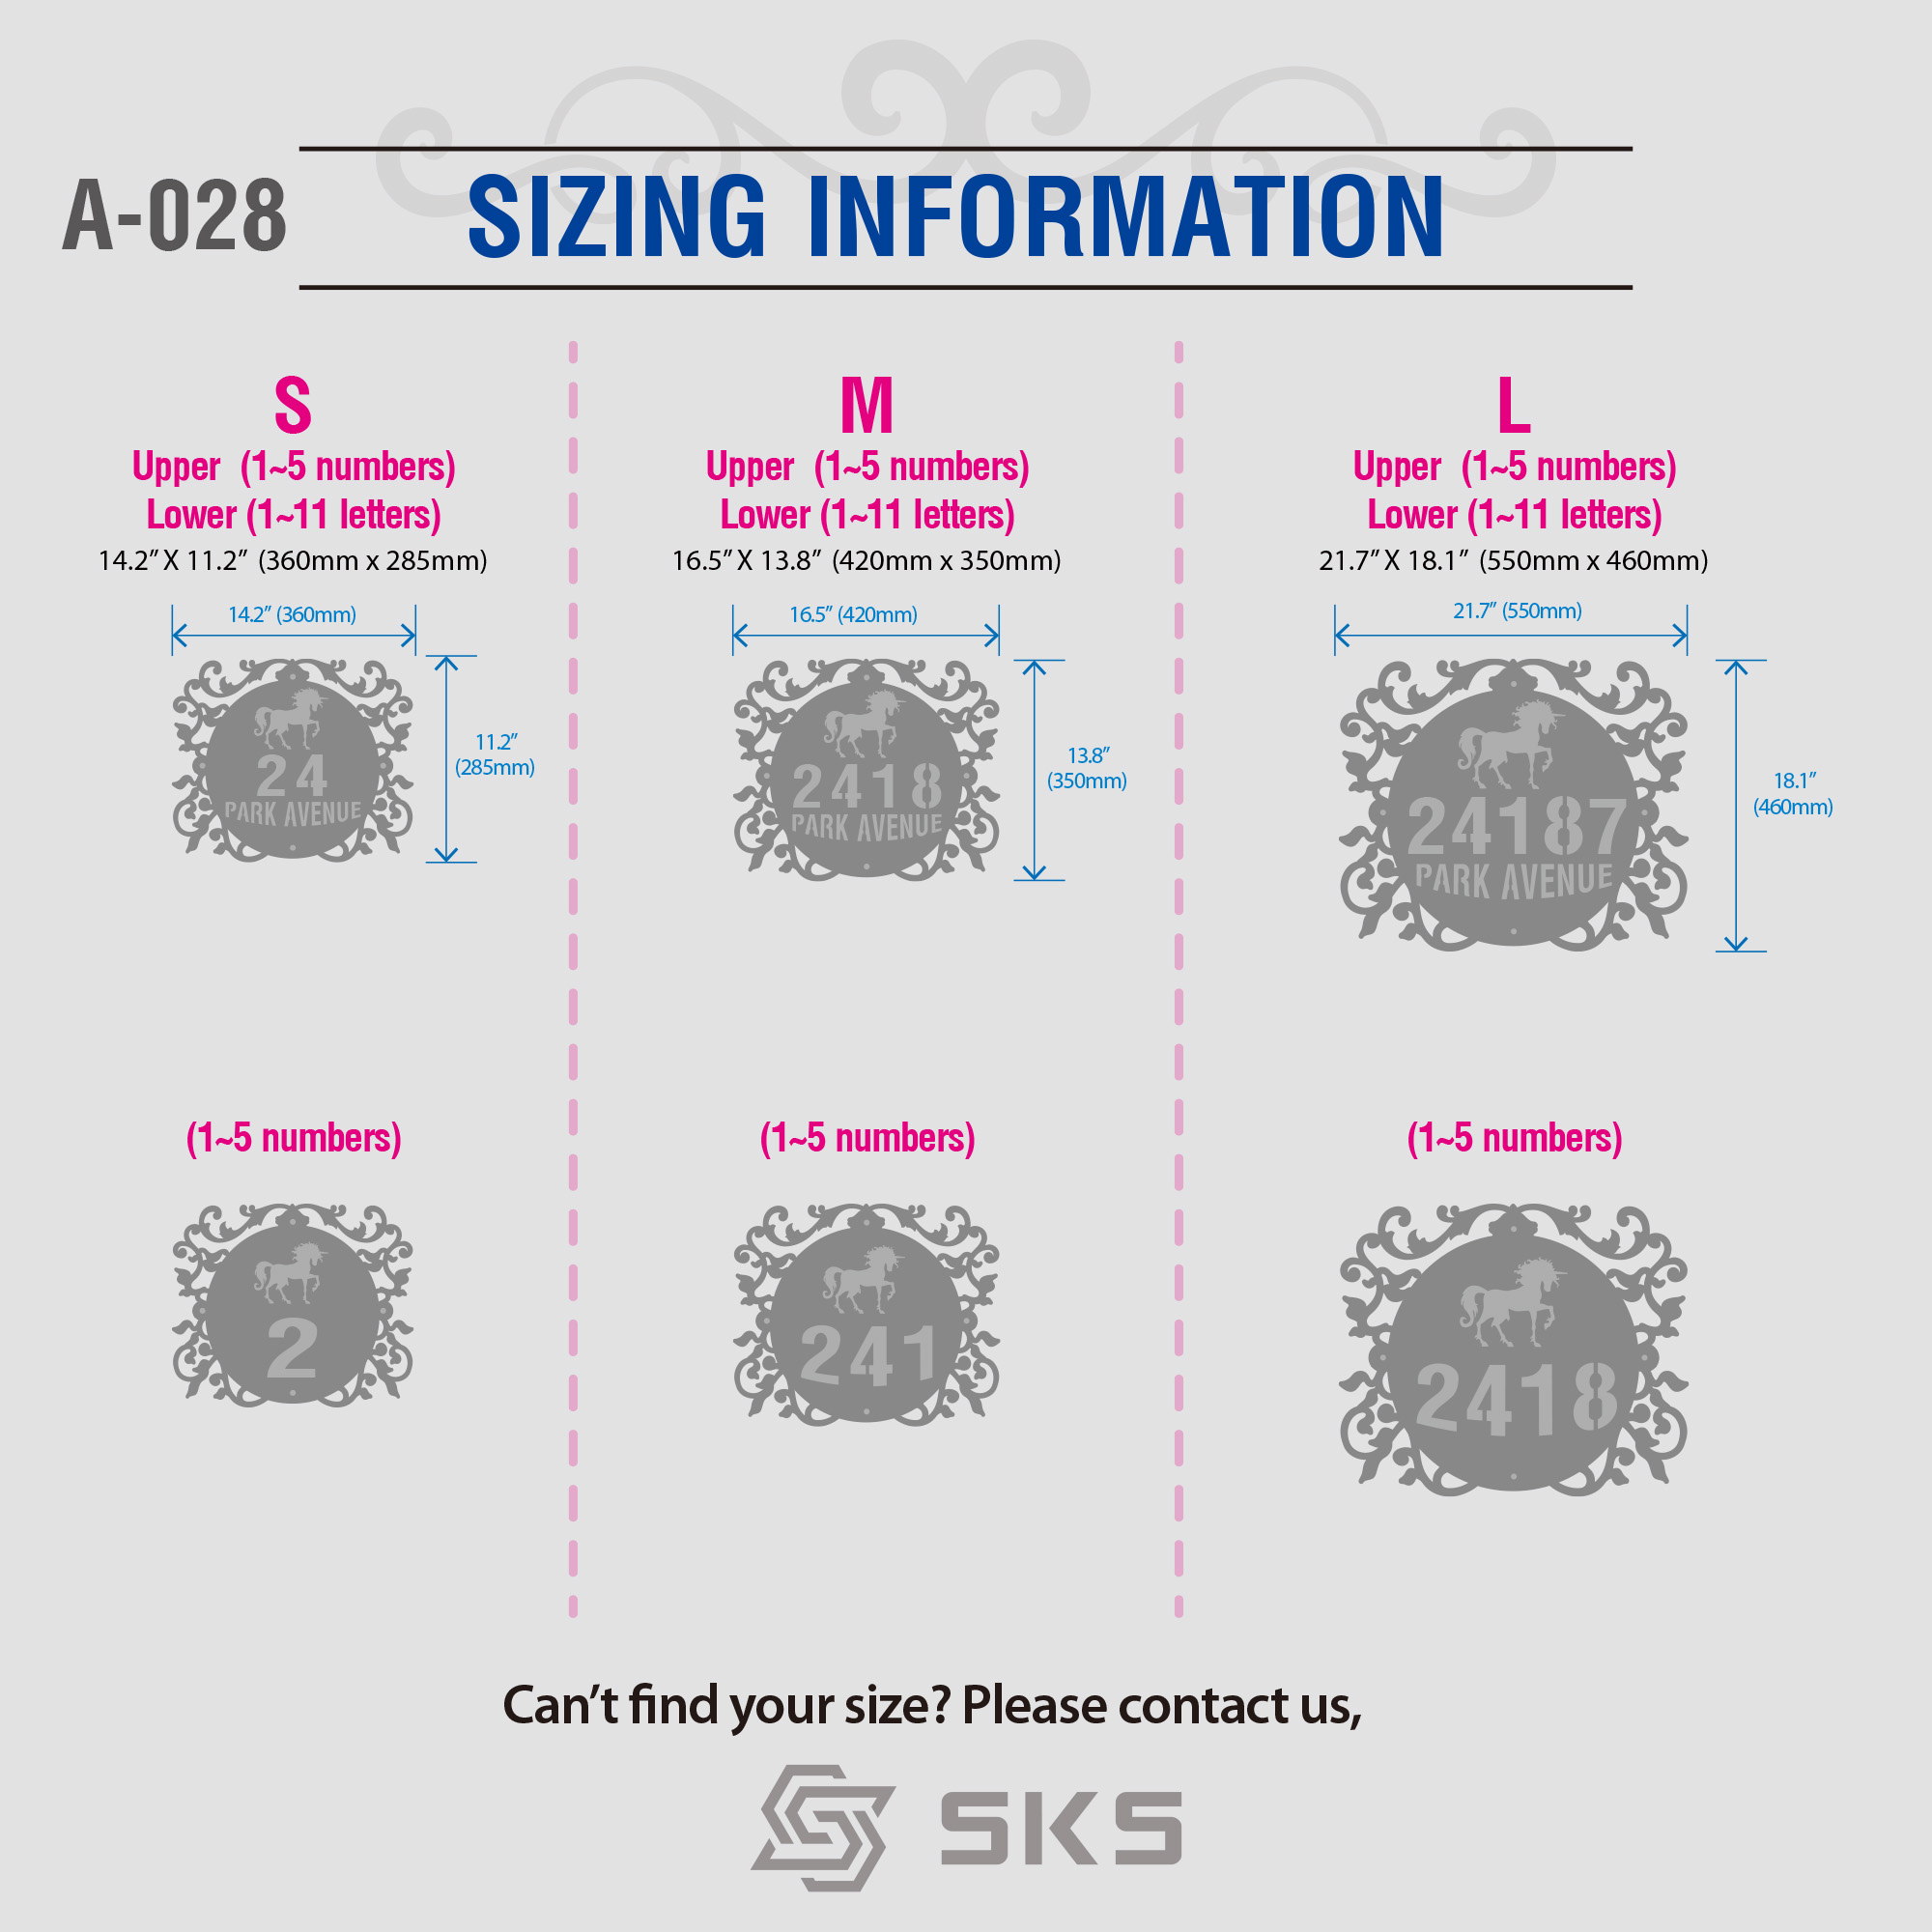 A-028
SIZING INFORMATION
S
Upper (1~5 numbers)
Lower (1~11 letters)
14.2” X 11.2” (360mm x 285mm)
14.2” (360mm)
11.2”
(285mm)
24
PARK AVENUE
M
Upper (1~5 numbers)
Lower (1~11 letters)
16.5” X 13.8” (420mm x 350mm)
16.5” (420mm)
13.8”
(350mm)
2418
PARK AVENUE
L
Upper (1~5 numbers)
Lower (1~11 letters)
21.7” X 18.1” (550mm x 460mm)
21.7” (550mm)
18.1”
(460mm)
24187
PARK AVENUE
(1~5 numbers)
2
(1~5 numbers)
241
(1~5 numbers)
2418
Can’t find your size? Please contact us,
SKS